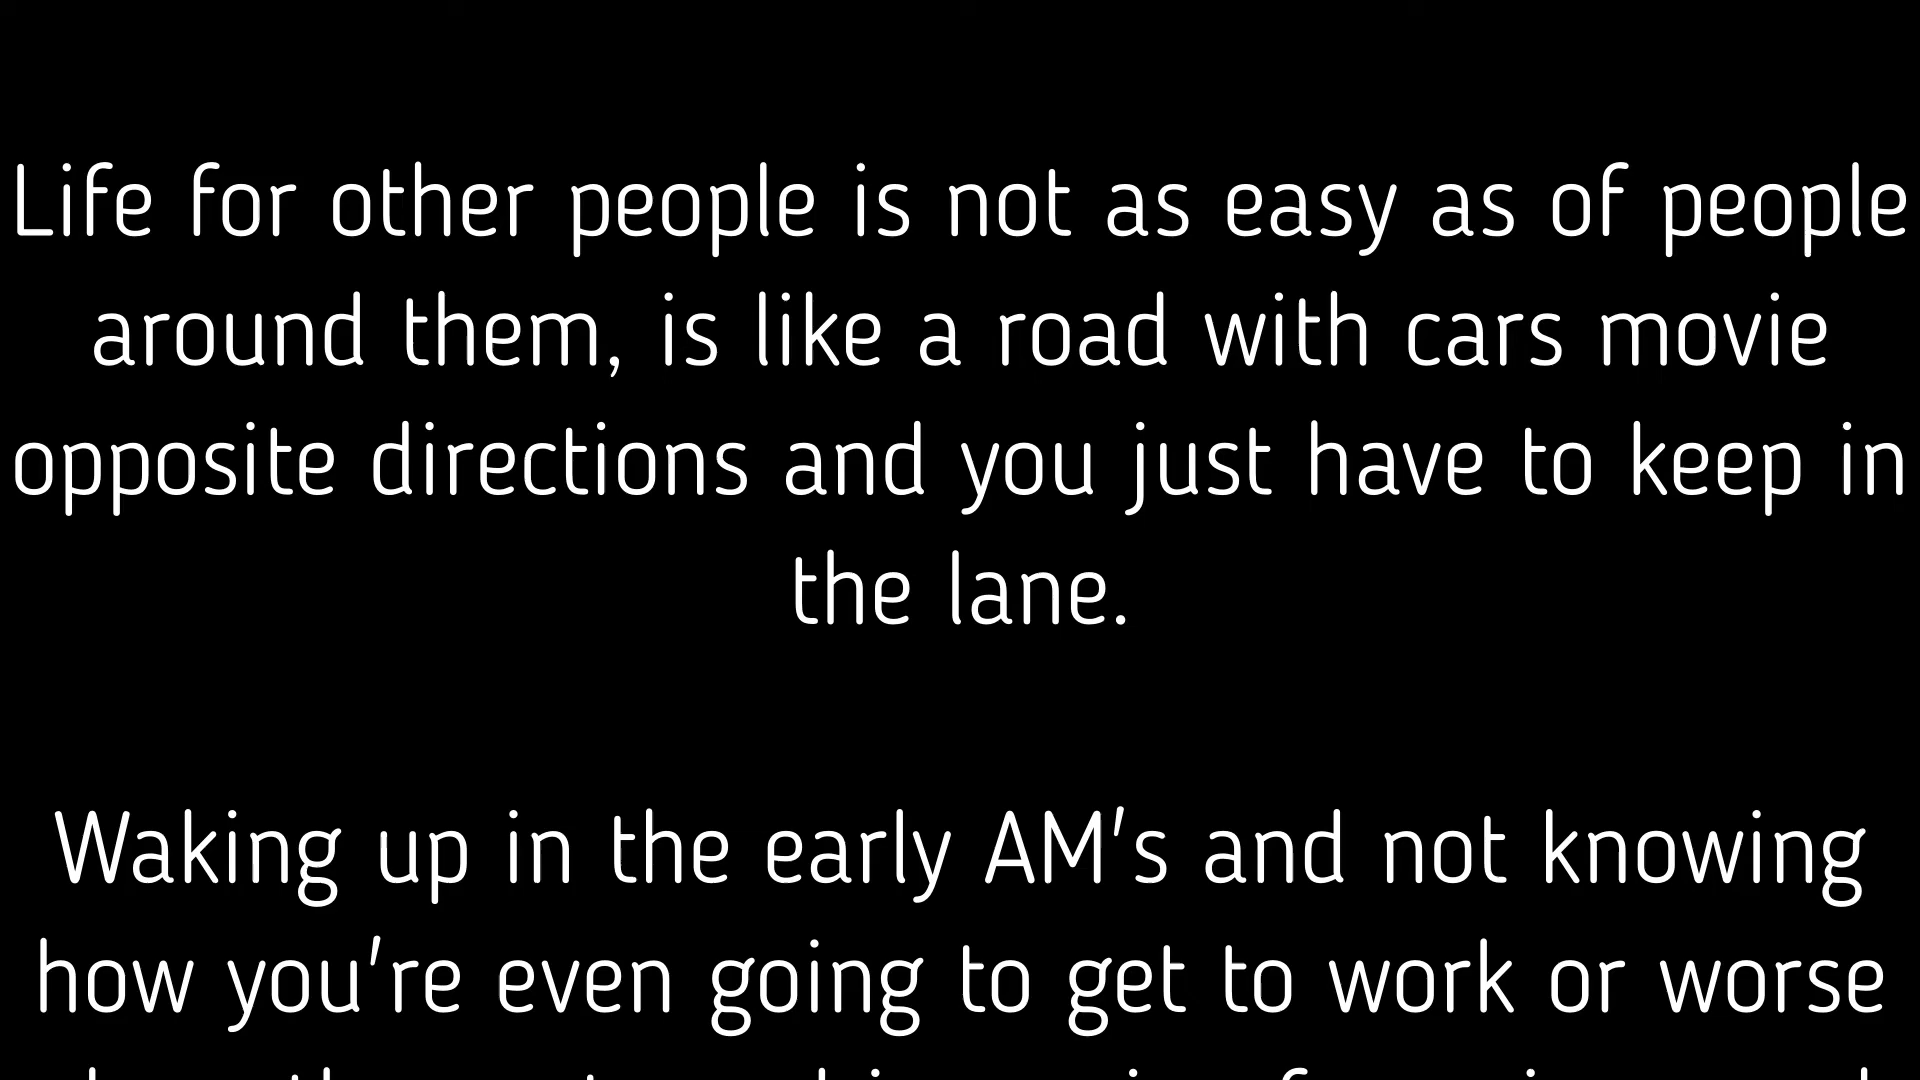 Life for other people is not as easy as of people
around them, is like a road with cars movie
opposite directions and you just have to keep in
the lane.
Waking up in the early AM's and not knowing
how you're even going to get to work or worse